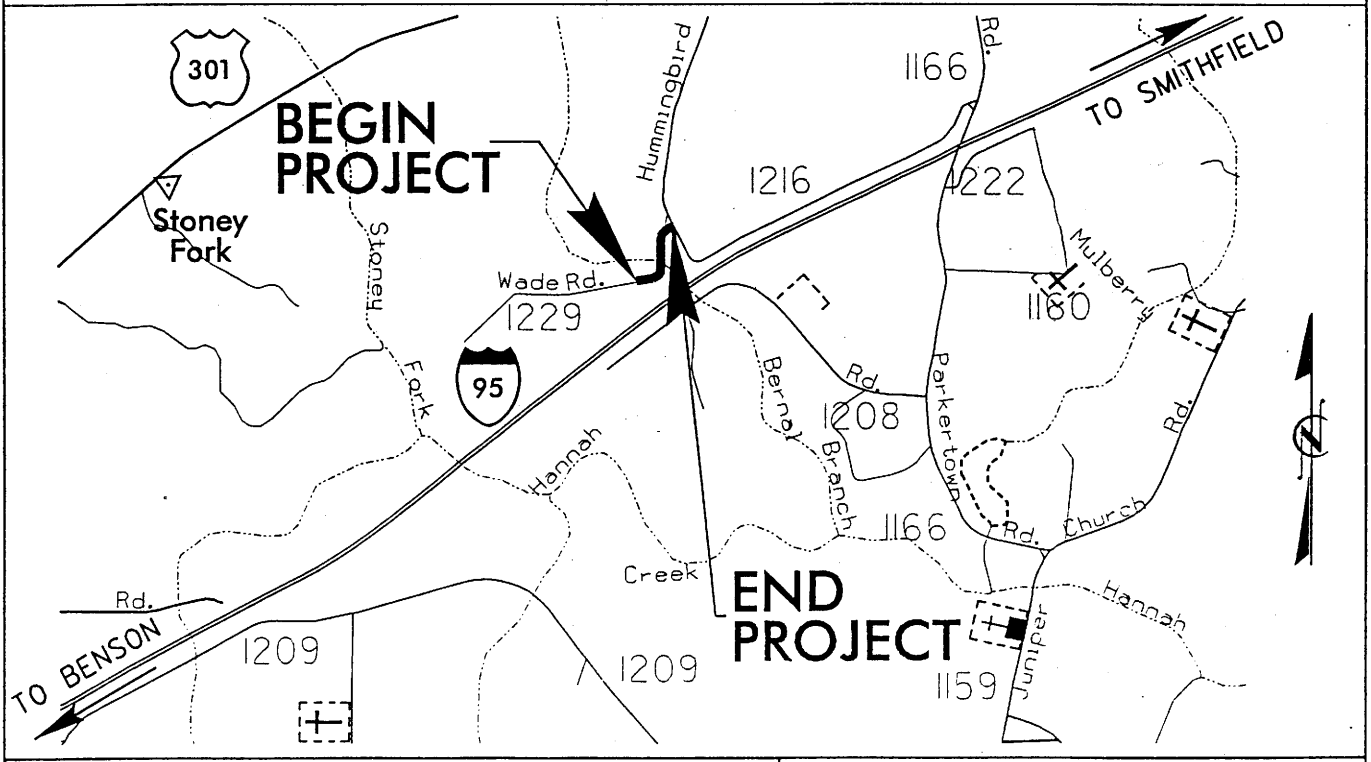 301
BEGIN
PROJECT
Stoney
Fork
Stoney
Fork
Hummingbird
Rd.
1166
TO SMITHFIELD
1216
1222
Wade Rd.
1229
95
Mulberry
1160
Bernal
Branch
Rd.
1208
Parkertown
Rd.
Rd.
Church
1166
Hannah
Creek
END
PROJECT
Hannah
Juniper
1159
Rd.
TO BENSON
1209
1209